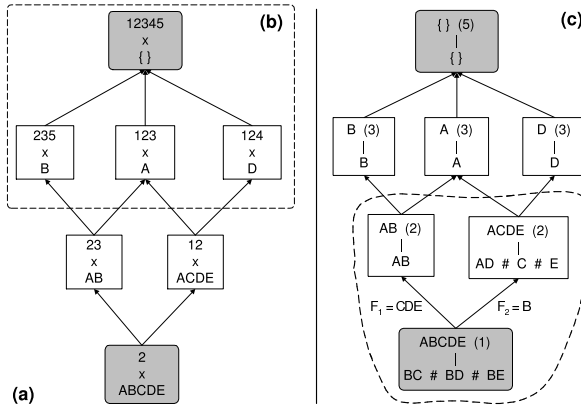 12345
x
{ }
(b)
235
x
B
123
x
A
124
x
D
23
x
AB
12
x
ACDE
2
x
ABCDE
(a)
{ } (5)
{ }
(c)
B (3)
B
A (3)
A
D (3)
D
AB (2)
AB
ACDE (2)
AD # C # E
F1 = CDE
F2 = B
ABCDE (1)
BC # BD # BE